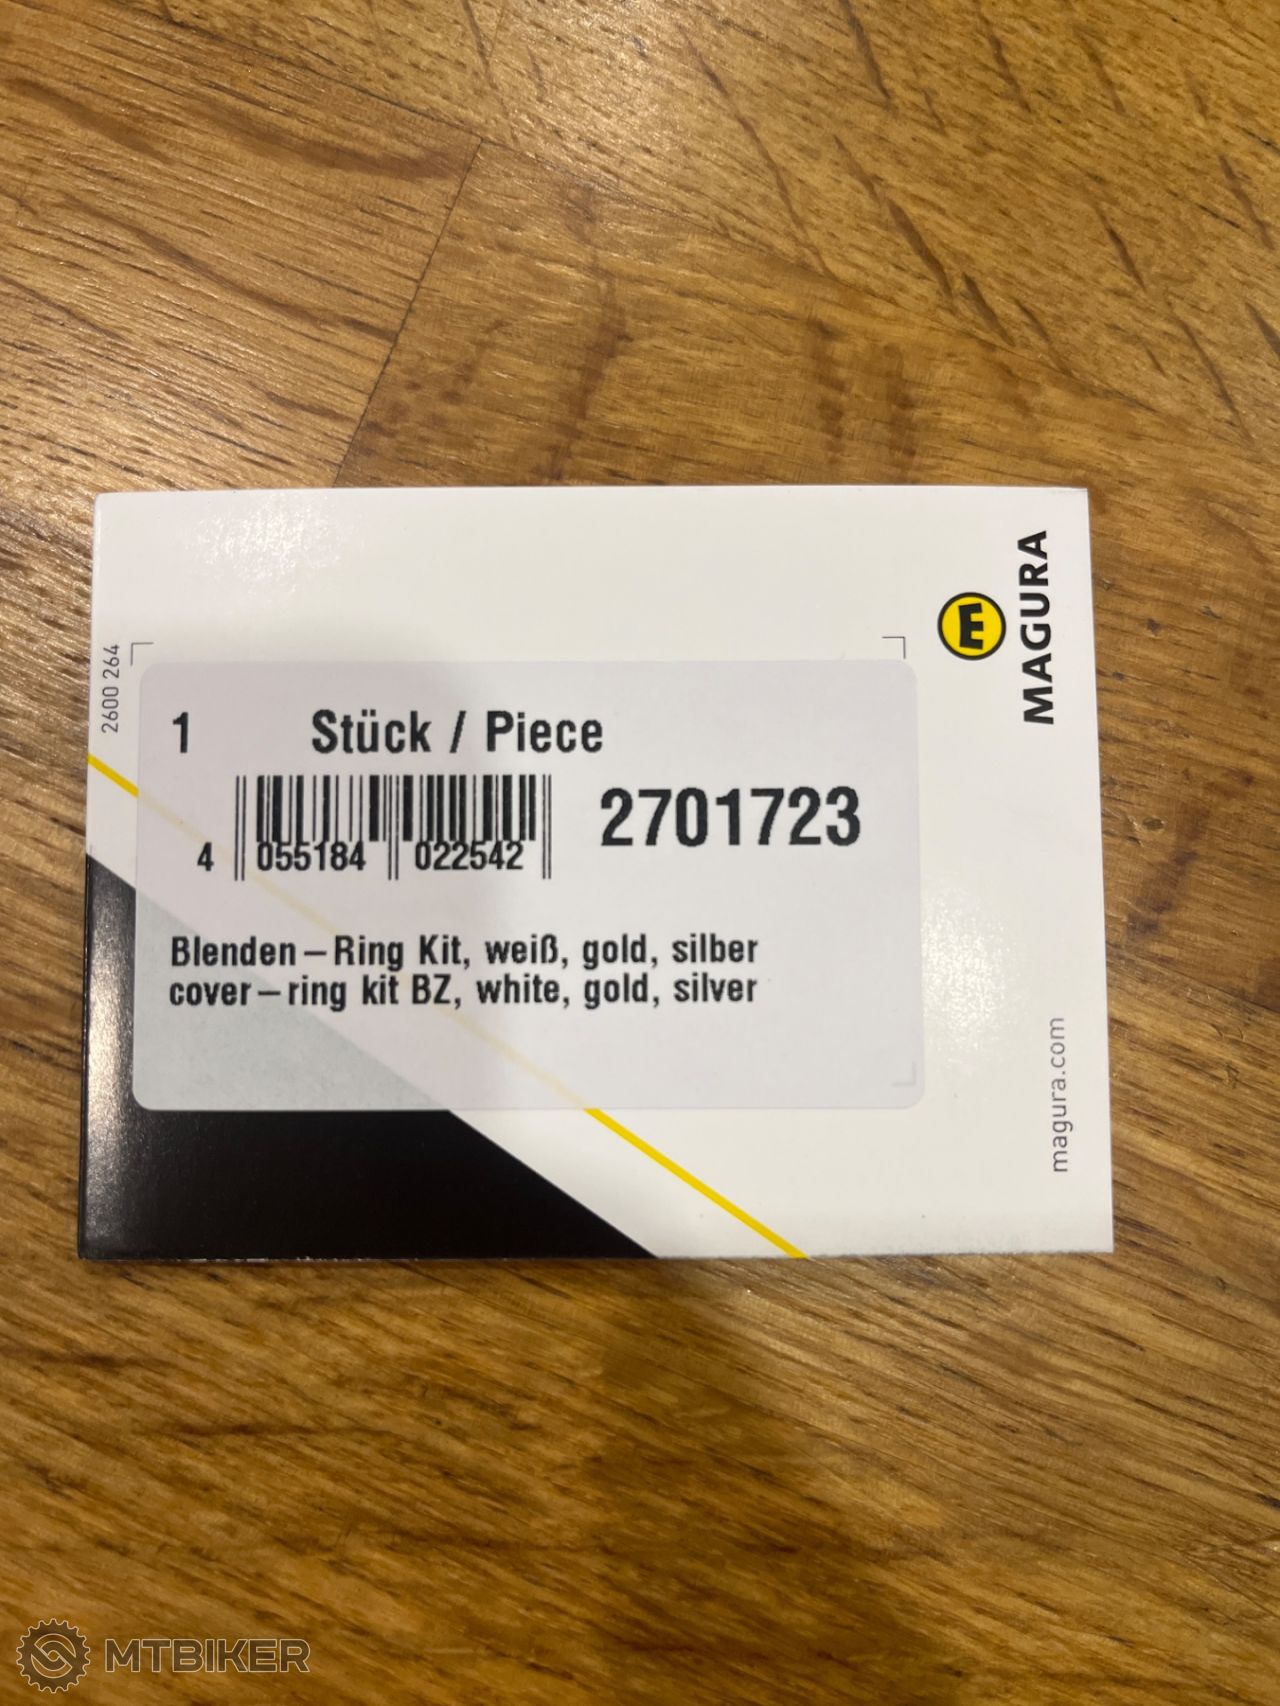 MAGURA
2600 264
1 Stück / Piece
2701723
4 055184 022542
Blenden–Ring Kit, weiß, gold, silber
cover–ring kit BZ, white, gold, silver
magura.com
MTBIKER